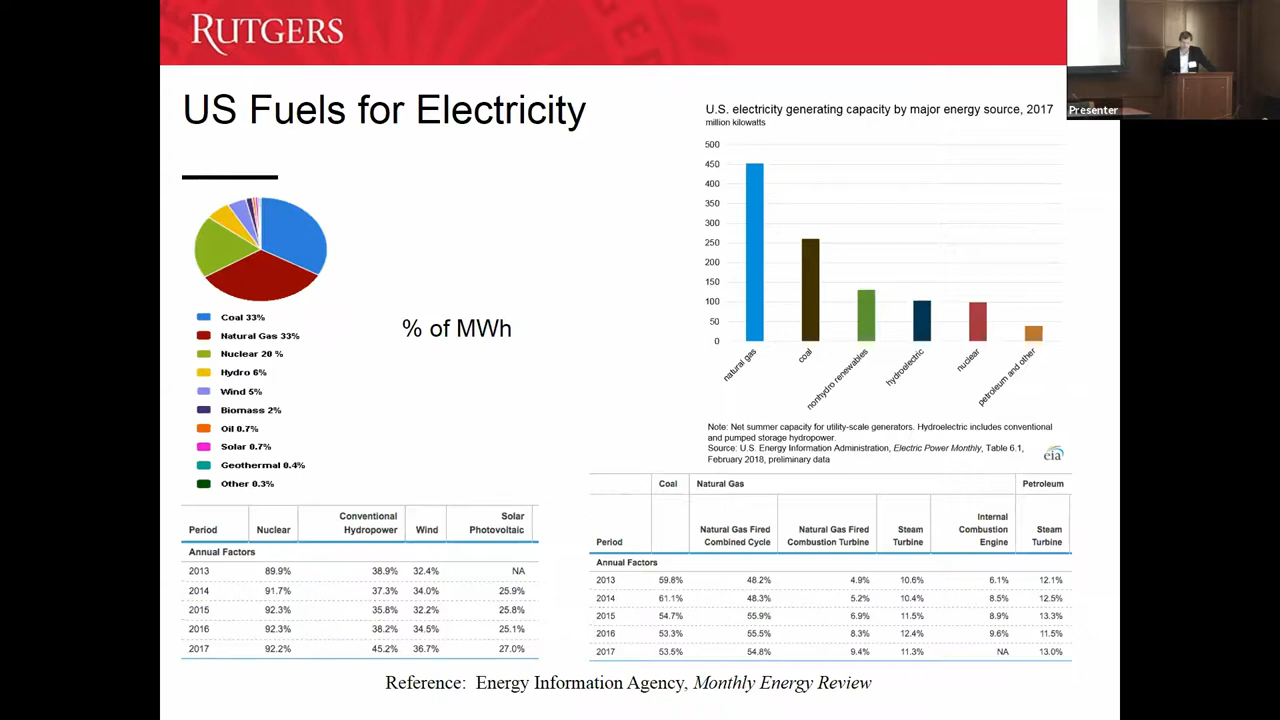 RUTGERS
Presenter
US Fuels for Electricity
Coal 33%
Natural Gas 33%
Nuclear 20 %
Hydro 6%
Wind 5%
Biomass 2%
Oil 0.7%
Solar 0.7%
Geothermal 0.4%
Other 0.3%
% of MWh
U.S. electricity generating capacity by major energy source, 2017
million kilowatts
500
450
400
350
300
250
200
150
100
50
0
natural gas
coal
nonhydro renewables
hydroelectric
nuclear
petroleum and other
Note: Net summer capacity for utility-scale generators. Hydroelectric includes conventional
and pumped storage hydropower.
Source: U.S. Energy Information Administration, Electric Power Monthly, Table 6.1,
February 2018, preliminary data
eia
Period Nuclear Conventional Hydropower Wind Solar Photovoltaic
Annual Factors
2013 89.9% 38.9% 32.4% NA
2014 91.7% 37.3% 34.0% 25.9%
2015 92.3% 35.8% 32.2% 25.8%
2016 92.3% 38.2% 34.5% 25.1%
2017 92.2% 45.2% 36.7% 27.0%
Coal Natural Gas Petroleum
Period Natural Gas Fired Combined Cycle Natural Gas Fired Combustion Turbine Steam Turbine Internal Combustion Engine Steam Turbine
Annual Factors
2013 59.8% 48.2% 4.9% 10.6% 6.1% 12.1%
2014 61.1% 48.3% 5.2% 10.4% 8.5% 12.5%
2015 54.7% 55.9% 6.9% 11.5% 8.9% 13.3%
2016 53.3% 55.5% 8.3% 12.4% 9.6% 11.5%
2017 53.5% 54.8% 9.4% 11.3% NA 13.0%
Reference: Energy Information Agency, Monthly Energy Review